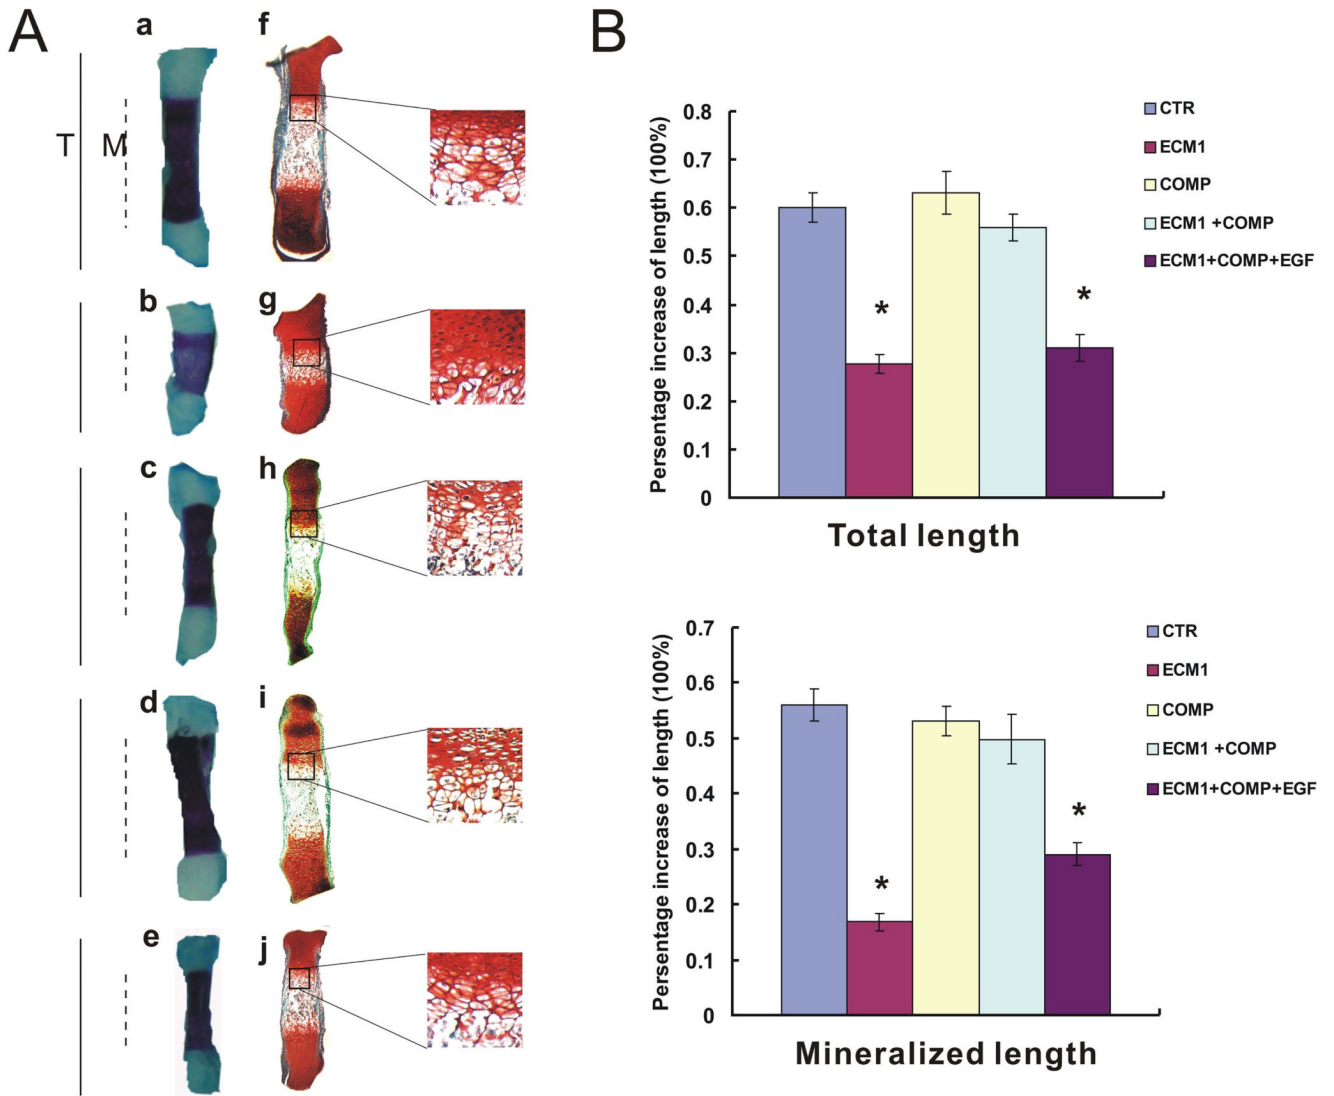 A
a
f
T
M
b
g
c
h
d
i
e
j
B
Persentage increase of length (100%)
0.8
0.7
0.6
0.5
0.4
0.3
0.2
0.1
0
*
*
CTR
ECM1
COMP
ECM1 +COMP
ECM1+COMP+EGF
Total length
Persentage increase of length (100%)
0.7
0.6
0.5
0.4
0.3
0.2
0.1
0
*
*
CTR
ECM1
COMP
ECM1 +COMP
ECM1+COMP+EGF
Mineralized length